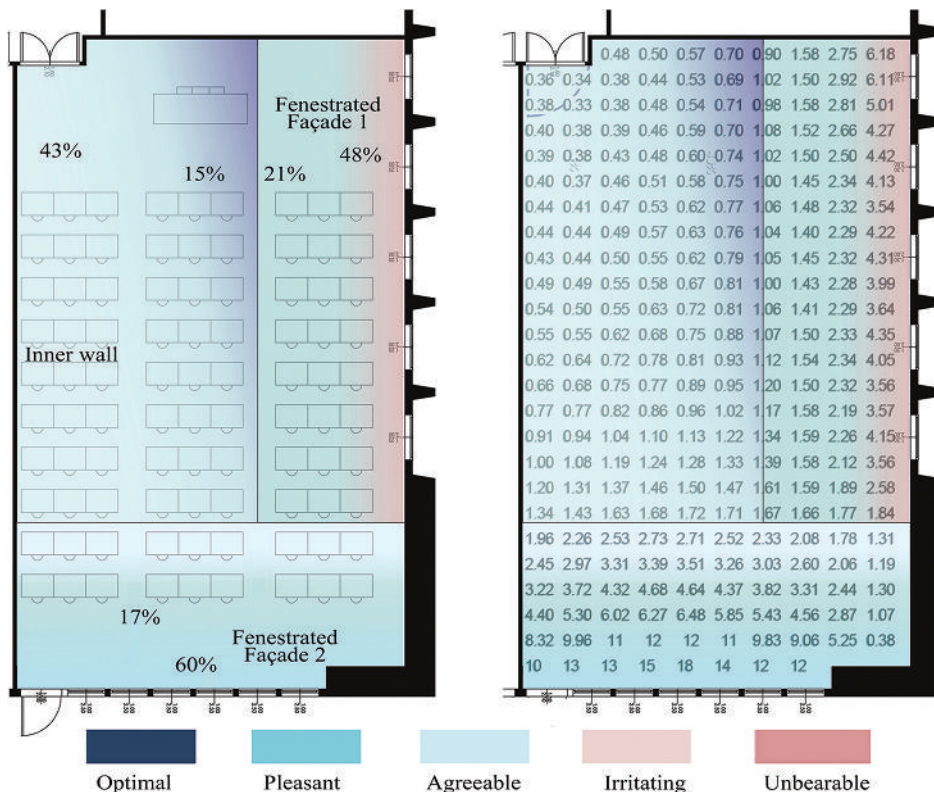 Fenestrated
Façade 1
43%
48%
15%
21%
Inner wall
17%
Fenestrated
Façade 2
60%
0.48 0.50 0.57 0.70 0.90 1.58 2.75 6.18
0.36 0.34 0.38 0.44 0.53 0.69 1.02 1.50 2.92 6.11
0.38 0.33 0.38 0.48 0.54 0.71 0.98 1.58 2.81 5.01
0.40 0.38 0.39 0.46 0.59 0.70 1.08 1.52 2.66 4.27
0.39 0.38 0.43 0.48 0.60 0.74 1.02 1.50 2.50 4.42
0.40 0.37 0.46 0.51 0.58 0.75 1.00 1.45 2.34 4.13
0.44 0.41 0.47 0.53 0.62 0.77 1.06 1.48 2.32 3.54
0.44 0.44 0.49 0.57 0.63 0.76 1.04 1.40 2.29 4.22
0.43 0.44 0.50 0.55 0.62 0.79 1.05 1.45 2.32 4.31
0.49 0.49 0.55 0.58 0.67 0.81 1.00 1.43 2.28 3.99
0.54 0.50 0.55 0.63 0.72 0.81 1.06 1.41 2.29 3.64
0.55 0.55 0.62 0.68 0.75 0.88 1.07 1.50 2.33 4.35
0.62 0.64 0.72 0.78 0.81 0.93 1.12 1.54 2.34 4.05
0.66 0.68 0.75 0.77 0.89 0.95 1.20 1.50 2.32 3.56
0.77 0.77 0.82 0.86 0.96 1.02 1.17 1.58 2.19 3.57
0.91 0.94 1.04 1.10 1.13 1.22 1.34 1.59 2.26 4.15
1.00 1.08 1.19 1.24 1.28 1.33 1.39 1.58 2.12 3.56
1.20 1.31 1.37 1.46 1.50 1.47 1.61 1.59 1.89 2.58
1.34 1.43 1.63 1.68 1.72 1.71 1.67 1.66 1.77 1.84
1.96 2.26 2.53 2.73 2.71 2.52 2.33 2.08 1.78 1.31
2.45 2.97 3.31 3.39 3.51 3.26 3.03 2.60 2.06 1.19
3.22 3.72 4.32 4.68 4.64 4.37 3.82 3.31 2.44 1.30
4.40 5.30 6.02 6.27 6.48 5.85 5.43 4.56 2.87 1.07
8.32 9.96 11 12 12 11 9.83 9.06 5.25 0.38
10 13 13 15 18 14 12 12
Optimal Pleasant Agreeable Irritating Unbearable